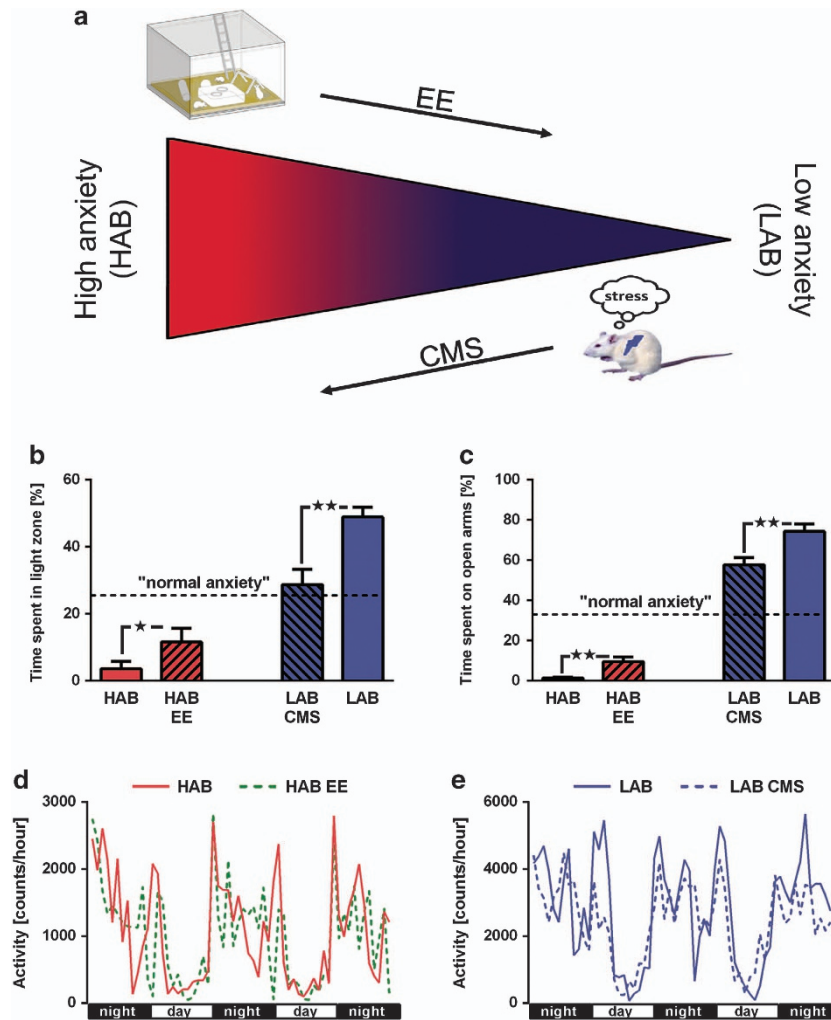 a
EE
High anxiety
(HAB)
Low anxiety
(LAB)
stress
CMS
b
Time spent in light zone [%]
60
40
20
0
"normal anxiety"
★
★★
HAB
HAB
EE
LAB
CMS
LAB
c
Time spent on open arms [%]
100
80
60
40
20
0
"normal anxiety"
★★
★★
HAB
HAB
EE
LAB
CMS
LAB
d
HAB
HAB EE
Activity [counts/hour]
3000
2000
1000
0
night
day
night
day
night
e
LAB
LAB CMS
Activity [counts/hour]
6000
4000
2000
0
night
day
night
day
night